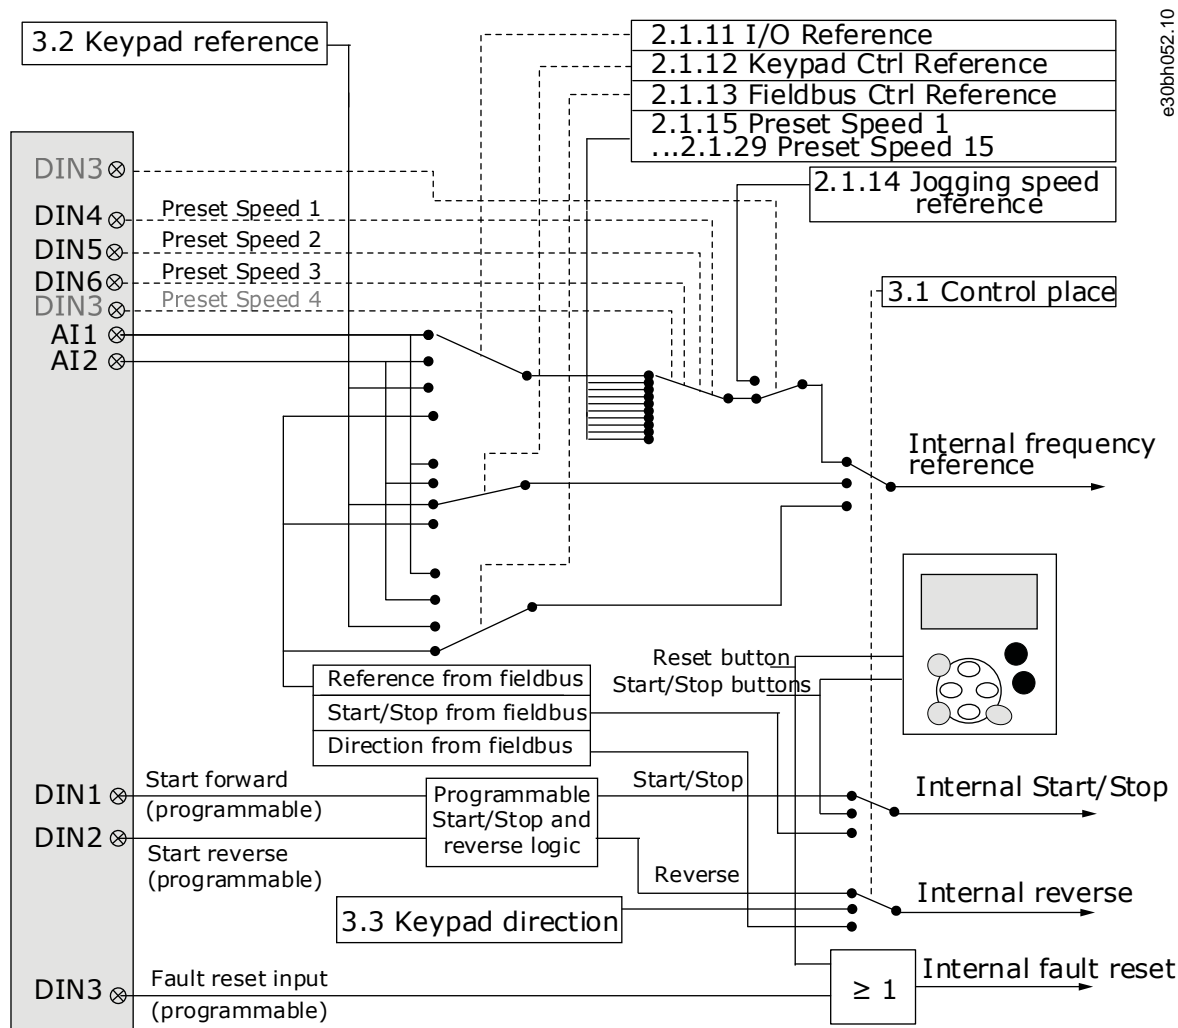 3.2 Keypad reference
2.1.11 I/O Reference
2.1.12 Keypad Ctrl Reference
2.1.13 Fieldbus Ctrl Reference
2.1.15 Preset Speed 1
...2.1.29 Preset Speed 15
e30bh052.10
2.1.14 Jogging speed
reference
DIN3
DIN4
Preset Speed 1
DIN5
Preset Speed 2
DIN6
Preset Speed 3
DIN3
Preset Speed 4
AI1
AI2
3.1 Control place
Internal frequency
reference
Reset button
Start/Stop buttons
Reference from fieldbus
Start/Stop from fieldbus
Direction from fieldbus
DIN1
Start forward
(programmable)
DIN2
Start reverse
(programmable)
Programmable
Start/Stop and
reverse logic
Start/Stop
Internal Start/Stop
Reverse
Internal reverse
3.3 Keypad direction
DIN3
Fault reset input
(programmable)
≥ 1
Internal fault reset